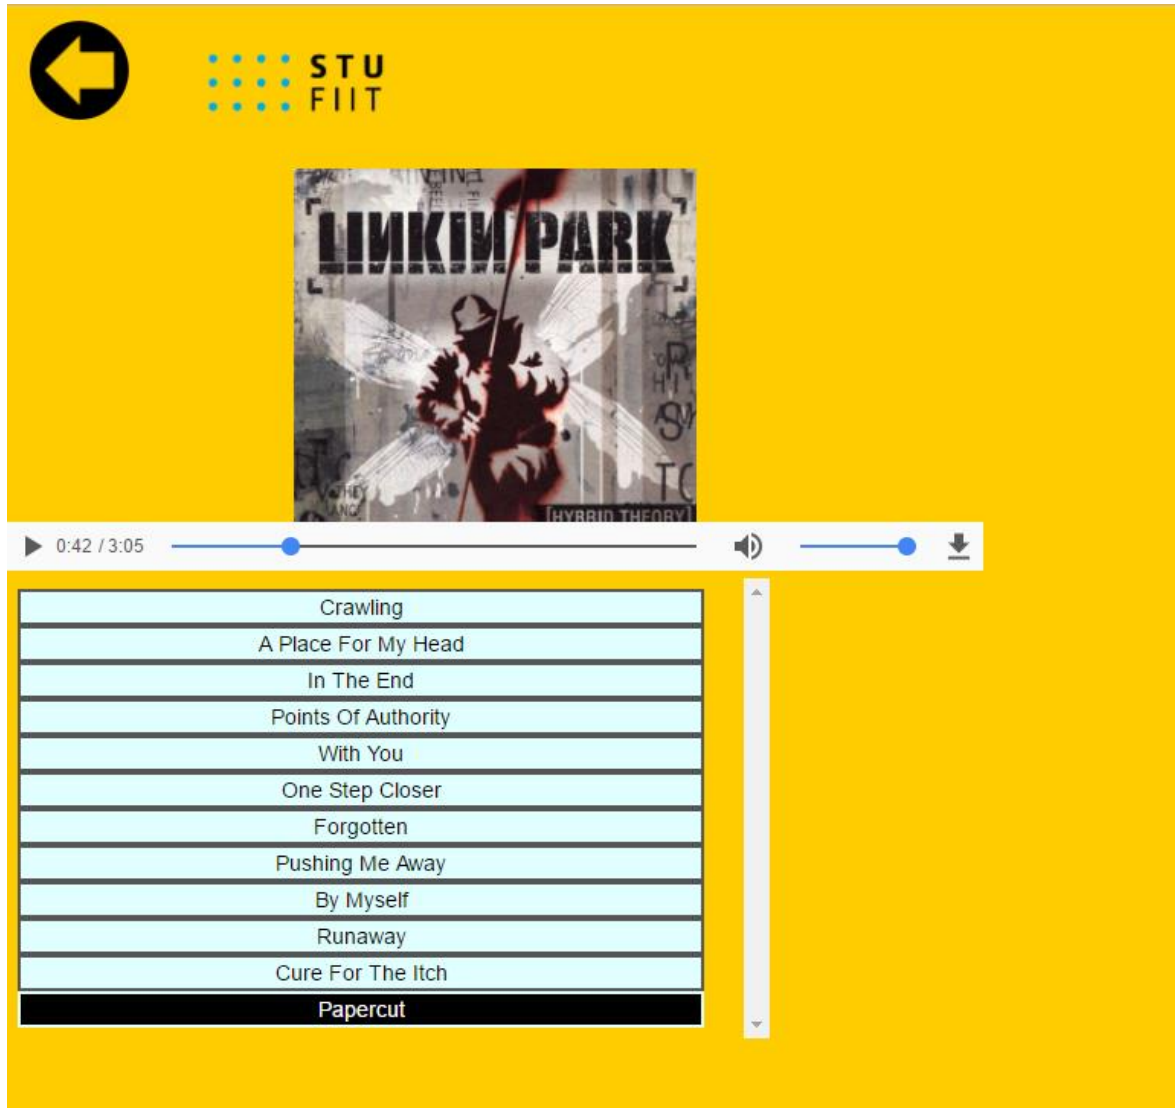 STU
FIIT
LINKIN PARK
[HYBRID THEORY]
0:42 / 3:05
Crawling
A Place For My Head
In The End
Points Of Authority
With You
One Step Closer
Forgotten
Pushing Me Away
By Myself
Runaway
Cure For The Itch
Papercut